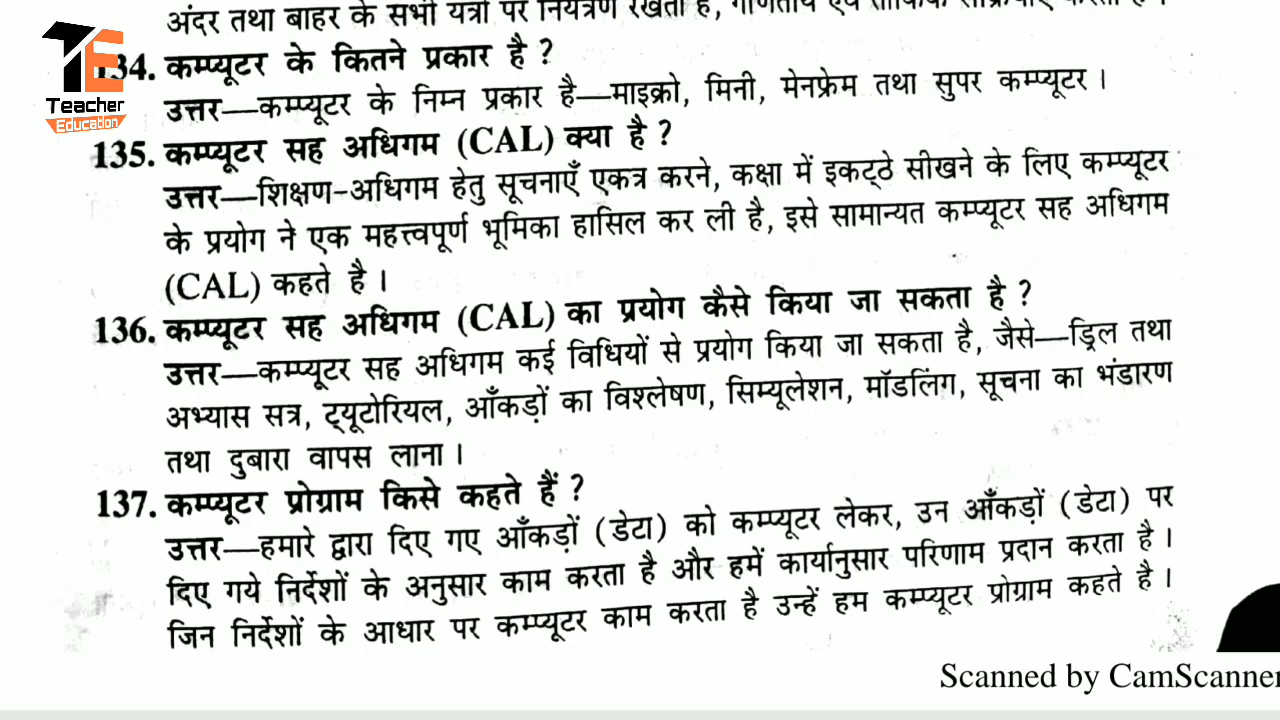 अंदर तथा बाहर के सभी यंत्रों पर नियंत्रण रखता है, गणितीय एवं तार्किक
134. कम्प्यूटर के कितने प्रकार है ?
उत्तर—कम्प्यूटर के निम्न प्रकार है—माइक्रो, मिनी, मेनफ्रेम तथा सुपर कम्प्यूटर ।
TE
Teacher
Education
135. कम्प्यूटर सह अधिगम (CAL) क्या है ?
उत्तर—शिक्षण-अधिगम हेतु सूचनाएँ एकत्र करने, कक्षा में इकट्ठे सीखने के लिए कम्प्यूटर
के प्रयोग ने एक महत्त्वपूर्ण भूमिका हासिल कर ली है, इसे सामान्यत कम्प्यूटर सह अधिगम
(CAL) कहते है ।
136. कम्प्यूटर सह अधिगम (CAL) का प्रयोग कैसे किया जा सकता है ?
उत्तर—कम्प्यूटर सह अधिगम कई विधियों से प्रयोग किया जा सकता है, जैसे—ड्रिल तथा
अभ्यास सत्र, ट्यूटोरियल, आँकड़ों का विश्लेषण, सिम्यूलेशन, मॉडलिंग, सूचना का भंडारण
तथा दुबारा वापस लाना ।
137. कम्प्यूटर प्रोग्राम किसे कहते हैं ?
उत्तर—हमारे द्वारा दिए गए आँकड़ों (डेटा) को कम्प्यूटर लेकर, उन आँकड़ों (डेटा) पर
दिए गये निर्देशों के अनुसार काम करता है और हमें कार्यानुसार परिणाम प्रदान करता है ।
जिन निर्देशों के आधार पर कम्प्यूटर काम करता है उन्हें हम कम्प्यूटर प्रोग्राम कहते है ।
Scanned by CamScanner